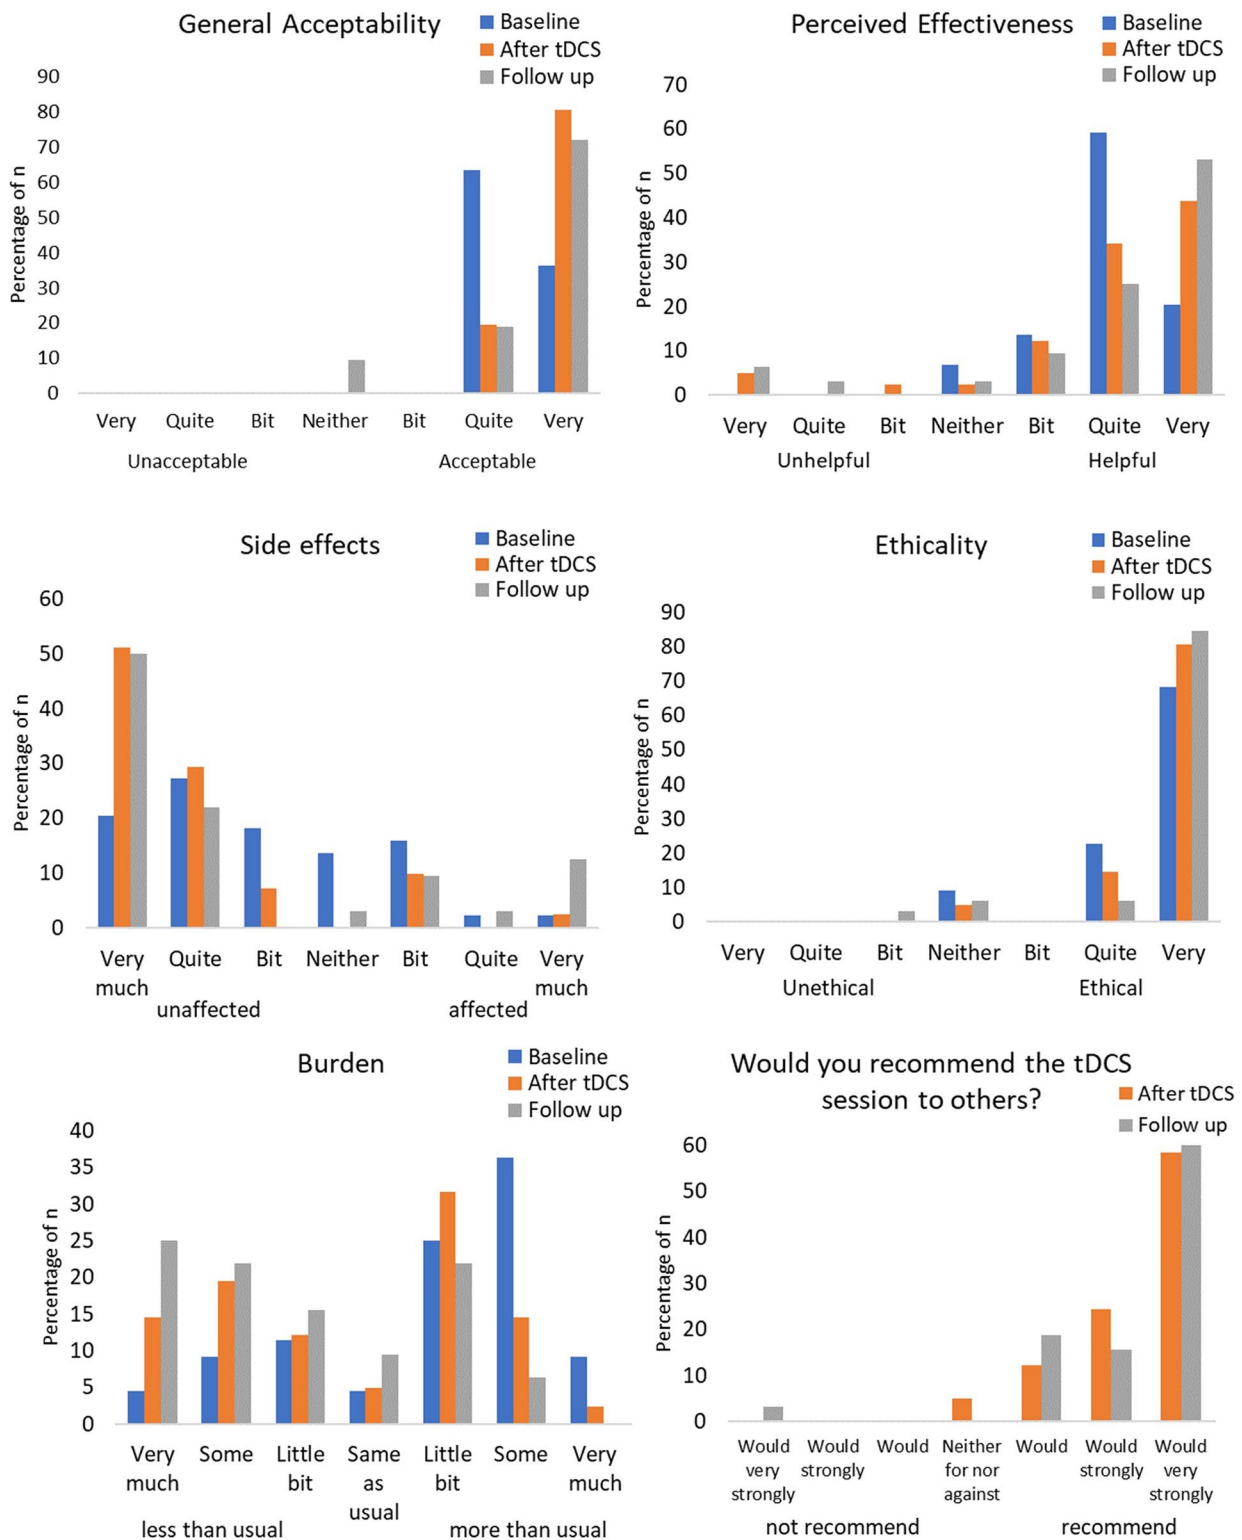 General Acceptability
Baseline
After tDCS
Follow up
Percentage of n
90
80
70
60
50
40
30
20
10
0
Very Quite Bit Neither Bit Quite Very
Unacceptable Acceptable
Perceived Effectiveness
Baseline
After tDCS
Follow up
Percentage of n
70
60
50
40
30
20
10
0
Very Quite Bit Neither Bit Quite Very
Unhelpful Helpful
Side effects
Baseline
After tDCS
Follow up
Percentage of n
60
50
40
30
20
10
0
Very Quite Bit Neither Bit Quite Very
much much
unaffected affected
Ethicality
Baseline
After tDCS
Follow up
Percentage of n
90
80
70
60
50
40
30
20
10
0
Very Quite Bit Neither Bit Quite Very
Unethical Ethical
Burden
Baseline
After tDCS
Follow up
Percentage of n
40
35
30
25
20
15
10
5
0
Very Some Little Same Little Some Very
much bit as bit much
usual
less than usual more than usual
Would you recommend the tDCS
session to others?
After tDCS
Follow up
Percentage of n
60
50
40
30
20
10
0
Would Would Would Neither Would Would Would
very strongly for nor strongly very
strongly against strongly
not recommend recommend